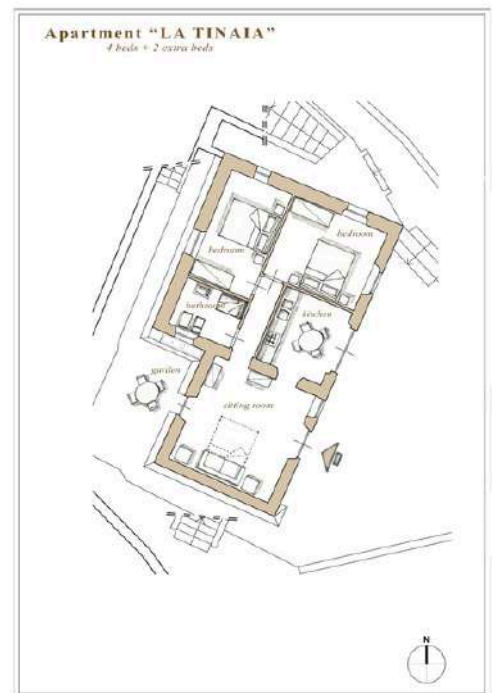 Apartment “LA TINAIA”
4 beds + 2 extra beds
bedroom
bedroom
bathroom
kitchen
garden
sitting room
N